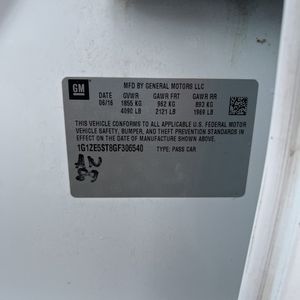 GM
MFD BY GENERAL MOTORS LLC
DATE GVWR GAWR FRT GAWR RR
06/16 1855 KG 962 KG 893 KG
4090 LB 2121 LB 1969 LB
THIS VEHICLE CONFORMS TO ALL APPLICABLE U.S. FEDERAL MOTOR
VEHICLE SAFETY, BUMPER, AND THEFT PREVENTION STANDARDS
IN EFFECT ON THE DATE OF MANUFACTURE SHOWN ABOVE.
1G1ZE5ST8GF306540 TYPE: PASS CAR